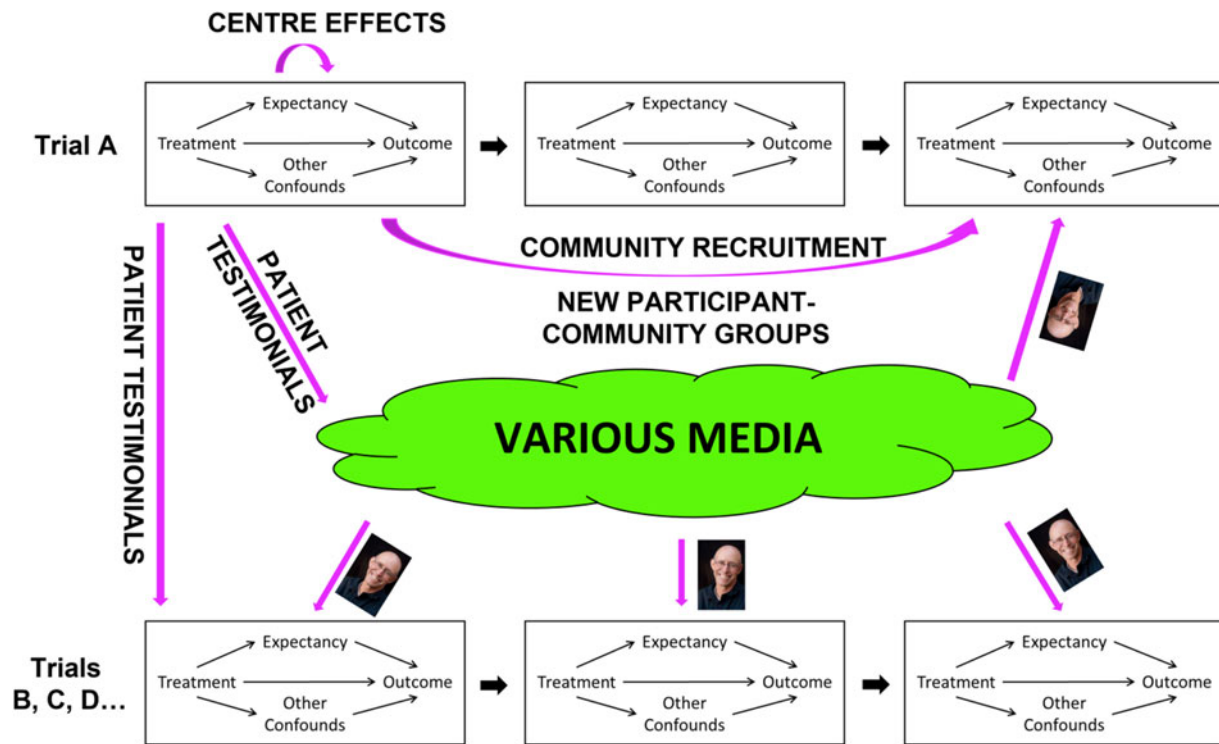 CENTRE EFFECTS
Trial A
Expectancy
Treatment
Outcome
Other
Confounds
Expectancy
Treatment
Outcome
Other
Confounds
Expectancy
Treatment
Outcome
Other
Confounds
PATIENT TESTIMONIALS
PATIENT
TESTIMONIALS
COMMUNITY RECRUITMENT
NEW PARTICIPANT-
COMMUNITY GROUPS
VARIOUS MEDIA
Trials
B, C, D...
Expectancy
Treatment
Outcome
Other
Confounds
Expectancy
Treatment
Outcome
Other
Confounds
Expectancy
Treatment
Outcome
Other
Confounds